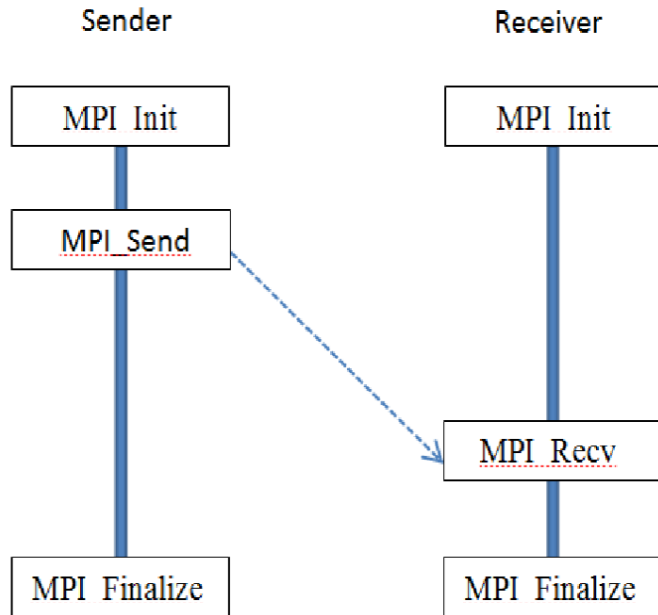 Sender
Receiver
MPI Init
MPI Init
MPI_Send
MPI Recv
MPI Finalize
MPI Finalize